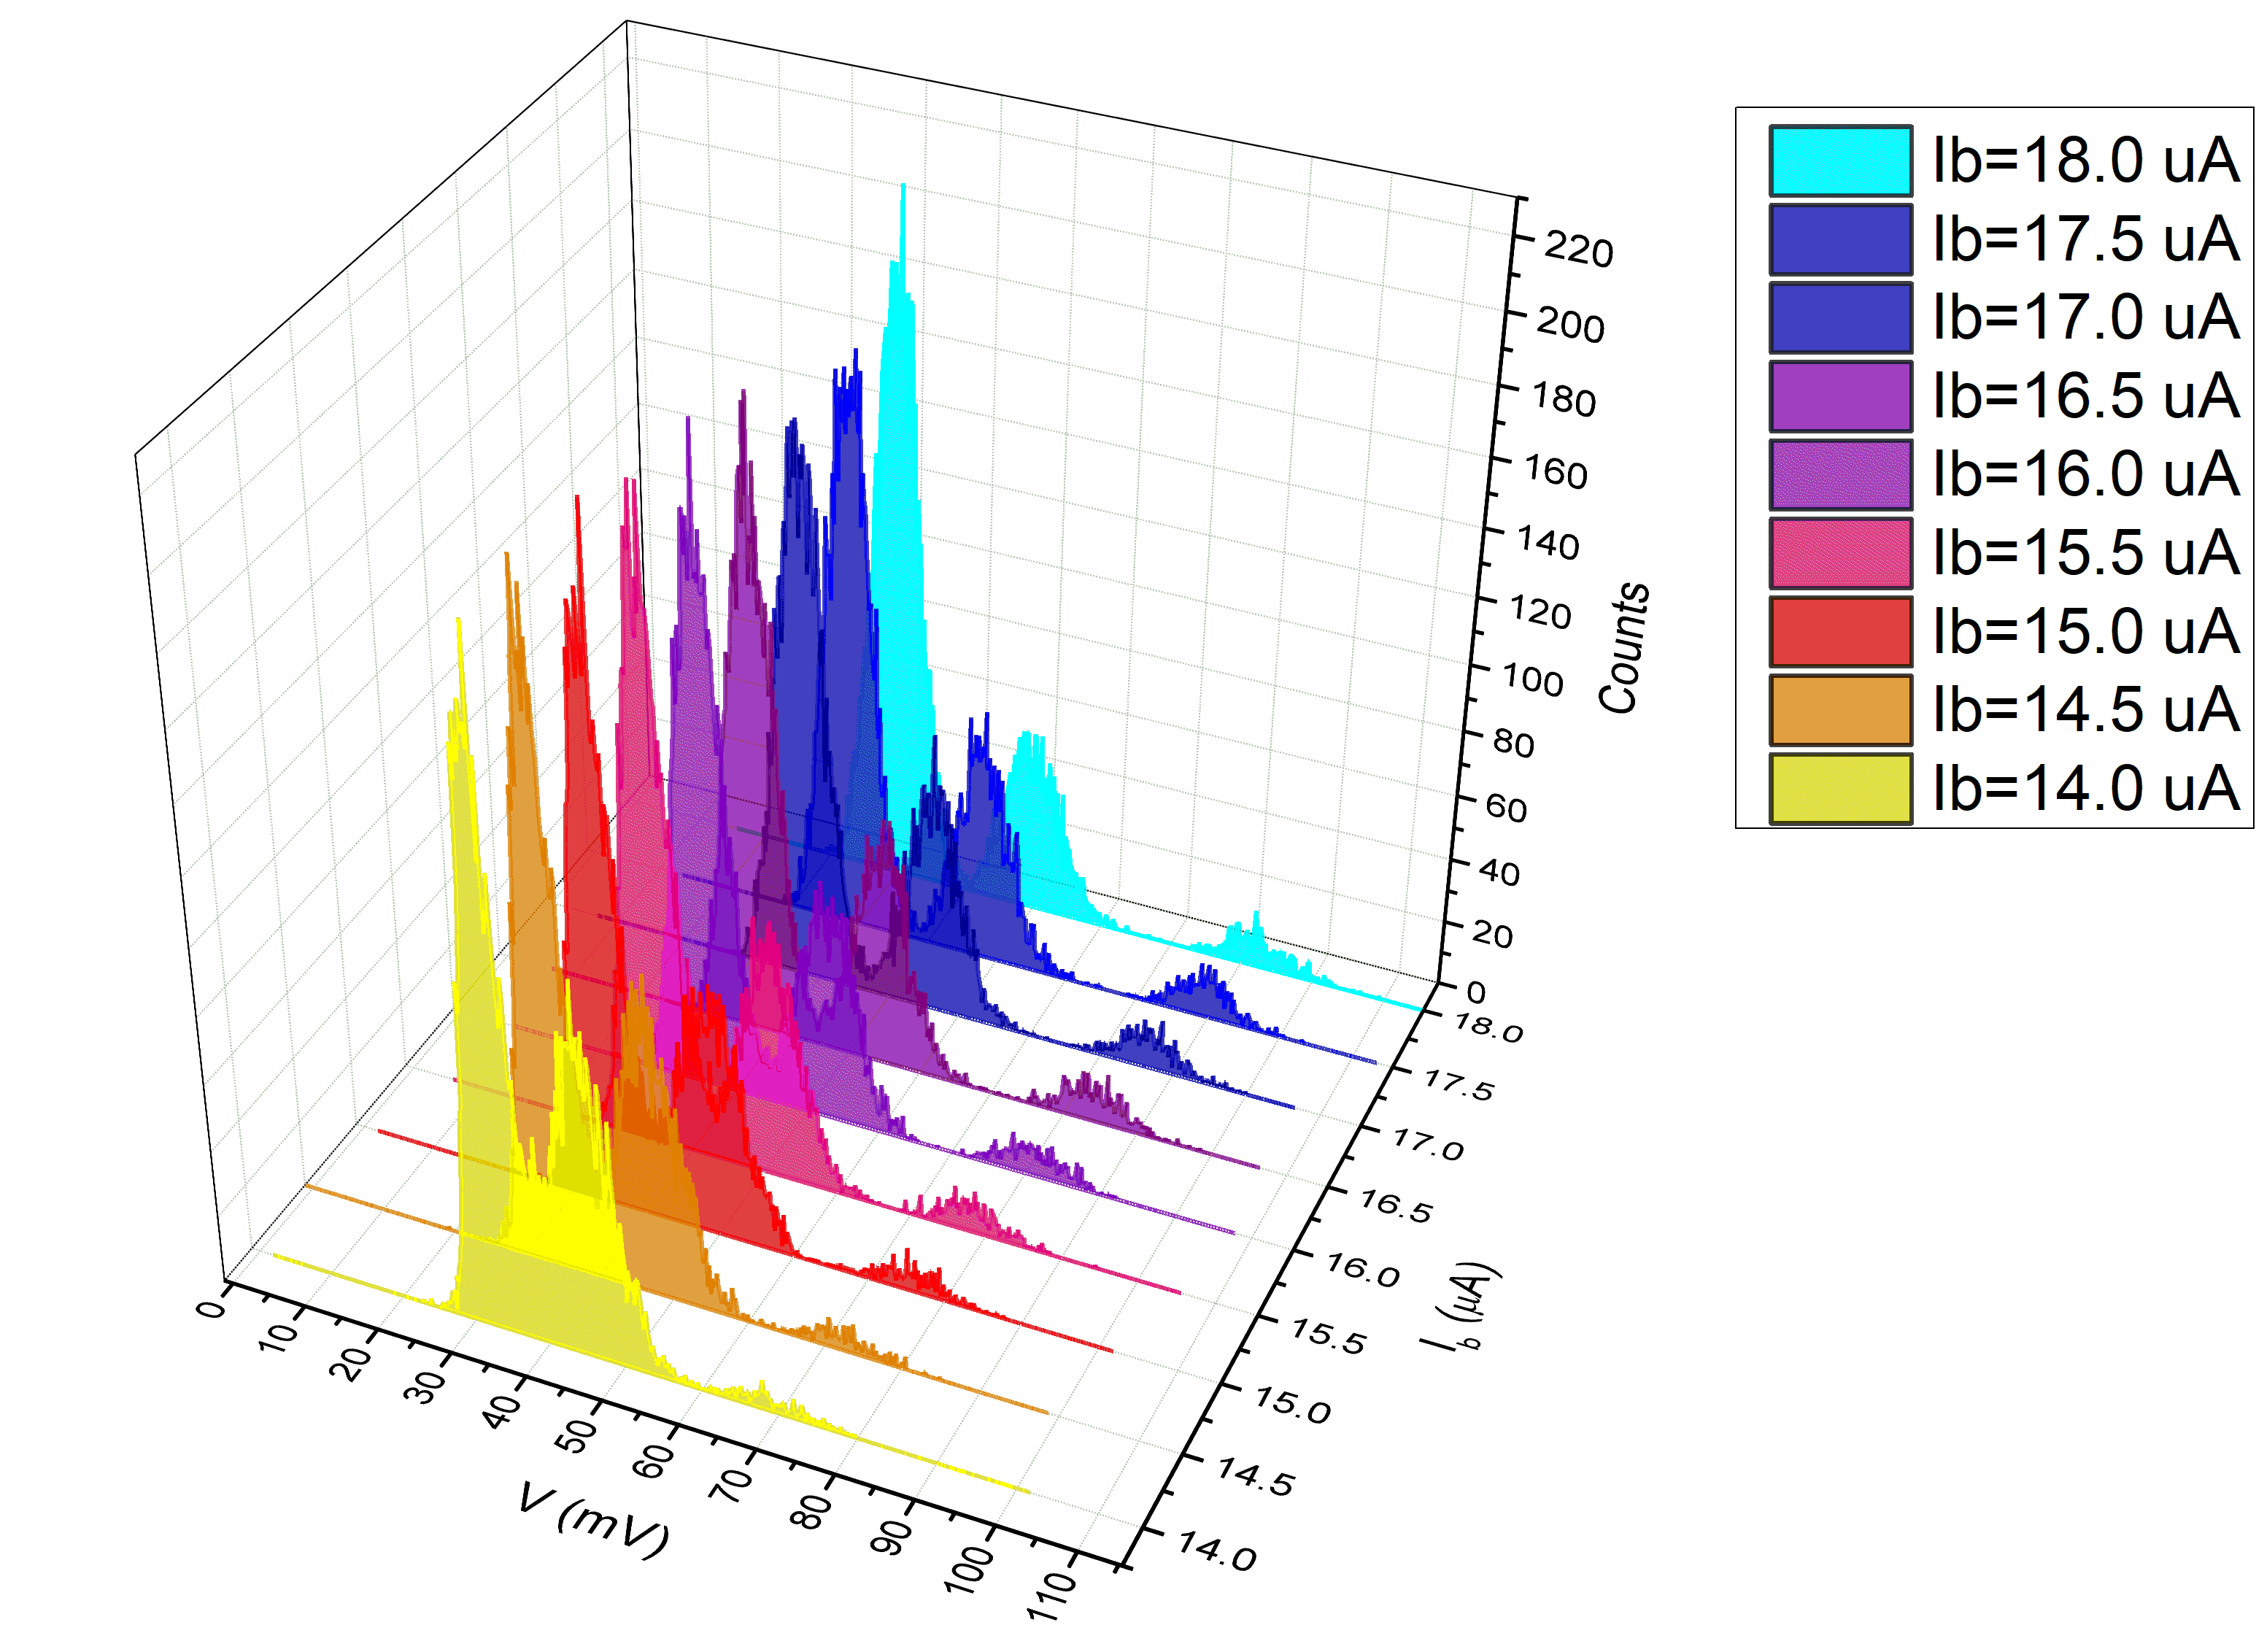 Ib=18.0 uA
Ib=17.5 uA
Ib=17.0 uA
Ib=16.5 uA
Ib=16.0 uA
Ib=15.5 uA
Ib=15.0 uA
Ib=14.5 uA
Ib=14.0 uA
220
200
180
160
140
120
100
80
60
40
20
0
Counts
18.0
17.5
17.0
16.5
16.0
15.5
15.0
14.5
14.0
I_b (μA)
0
10
20
30
40
50
60
70
80
90
100
110
V (mV)